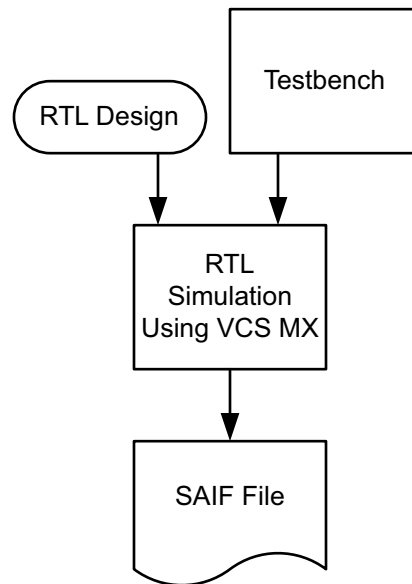 Testbench
RTL Design
RTL
Simulation
Using VCS MX
SAIF File